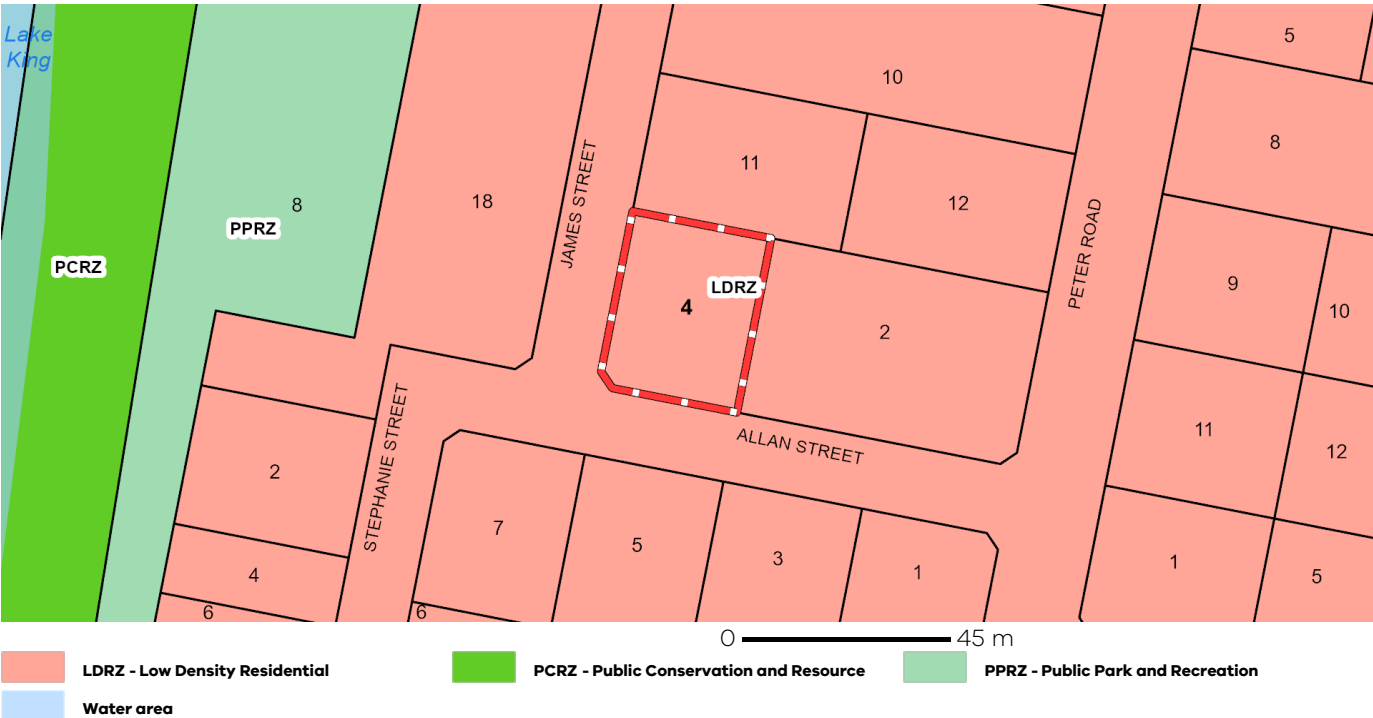 Lake
King
5
10
8
11
8
18
12
PPRZ
JAMES STREET
PETER ROAD
PCRZ
LDRZ
9
4
10
2
11
12
ALLAN STREET
2
STEPHANIE STREET
7
5
3
1
1
5
4
6
6
0 45 m
LDRZ - Low Density Residential
PCRZ - Public Conservation and Resource
PPRZ - Public Park and Recreation
Water area